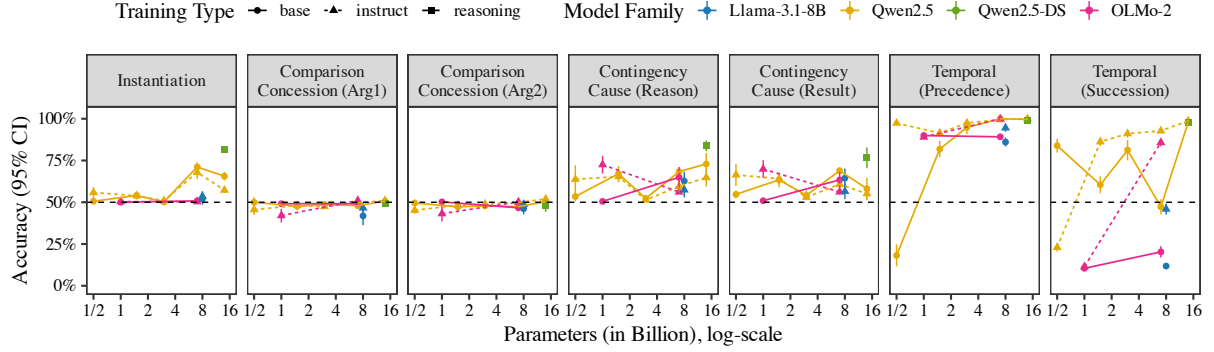 Training Type base instruct reasoning Model Family Llama-3.1-8B Qwen2.5 Qwen2.5-DS OLMo-2
Instantiation
Comparison
Concession (Arg1)
Comparison
Concession (Arg2)
Contingency
Cause (Reason)
Contingency
Cause (Result)
Temporal
(Precedence)
Temporal
(Succession)
Accuracy (95% CI)
100%
75%
50%
25%
0%
1/2 1 2 4 8 16
1/2 1 2 4 8 16
1/2 1 2 4 8 16
1/2 1 2 4 8 16
1/2 1 2 4 8 16
1/2 1 2 4 8 16
1/2 1 2 4 8 16
Parameters (in Billion), log-scale